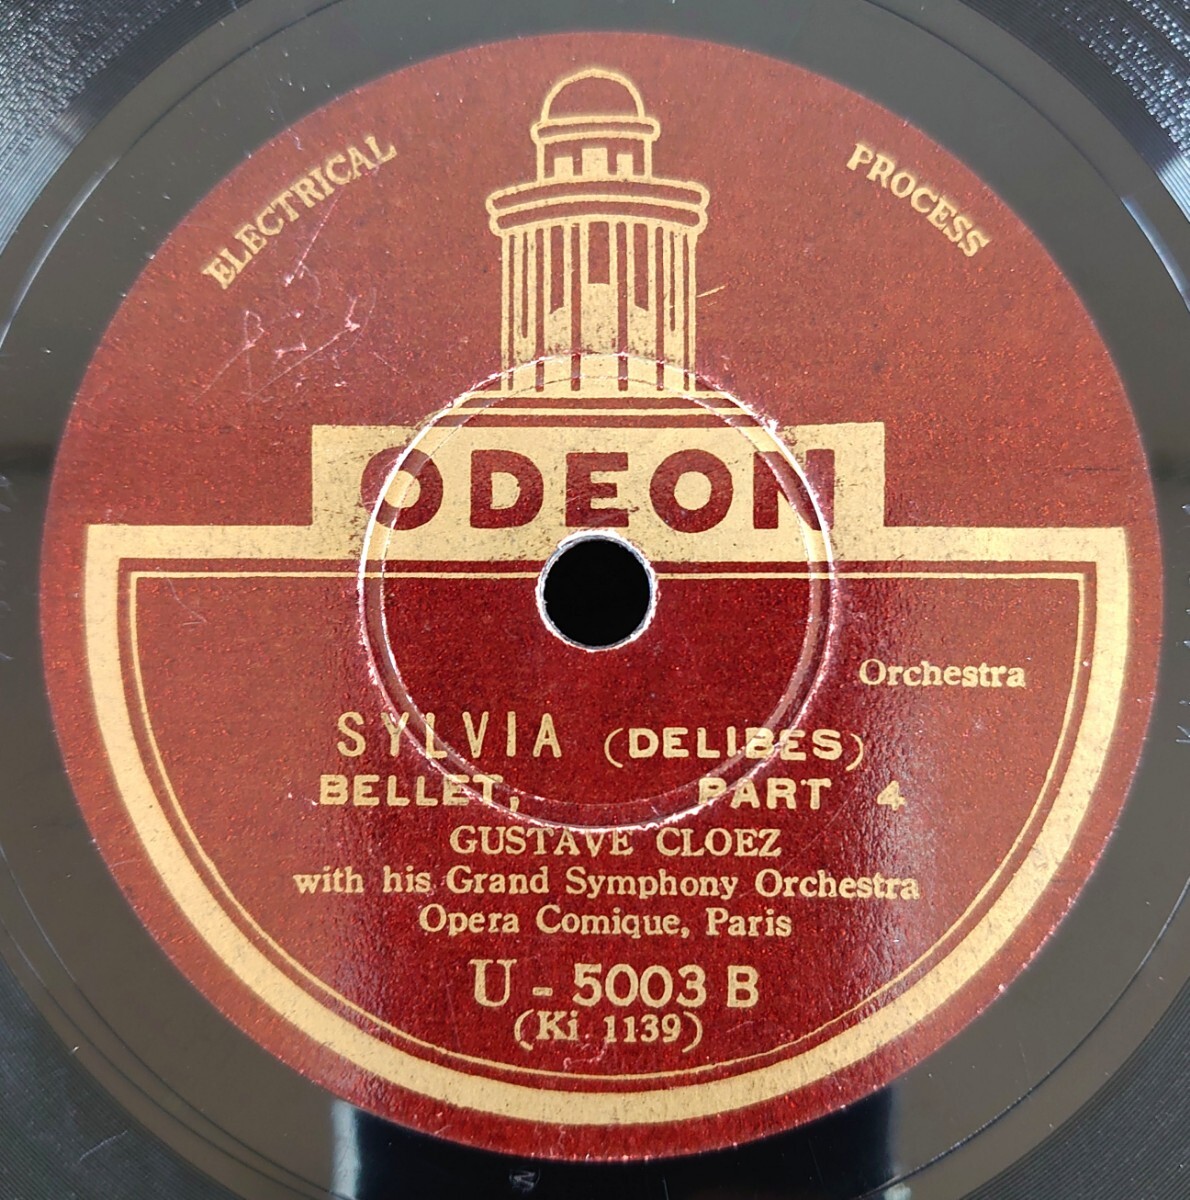 ELECTRICAL PROCESS
ODEON
Orchestra
SYLVIA (DELIBES)
BELLET, PART 4
GUSTAVE CLOEZ
with his Grand Symphony Orchestra
Opera Comique, Paris
U - 5003 B
(Ki 1139)